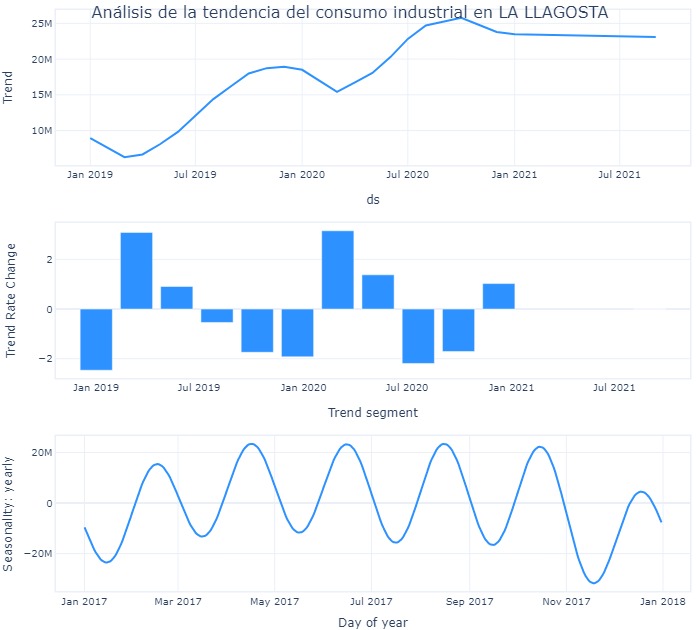 Análisis de la tendencia del consumo industrial en LA LLAGOSTA
25M
20M
15M
10M
Trend
Jan 2019 Jul 2019 Jan 2020 Jul 2020 Jan 2021 Jul 2021
ds
2
0
−2
Trend Rate Change
Jan 2019 Jul 2019 Jan 2020 Jul 2020 Jan 2021 Jul 2021
Trend segment
20M
0
−20M
Seasonality: yearly
Jan 2017 Mar 2017 May 2017 Jul 2017 Sep 2017 Nov 2017 Jan 2018
Day of year